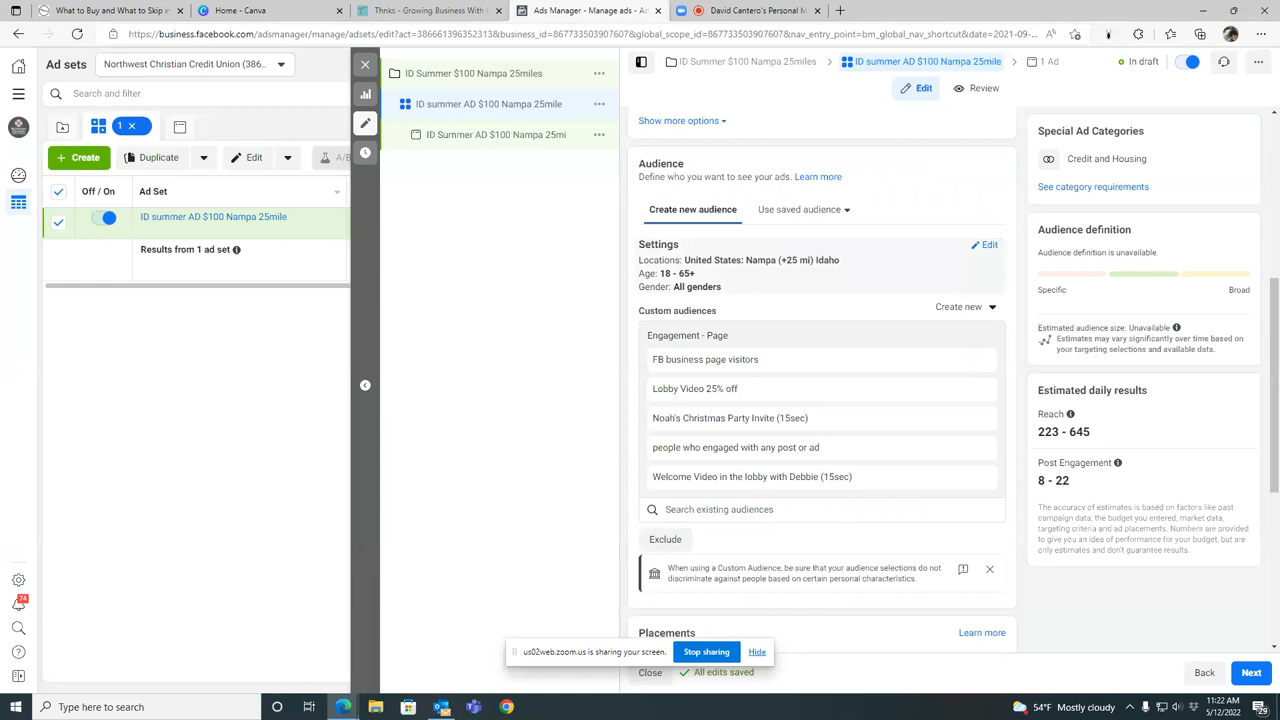 What to Buy and What to Skip in
Home - Canva
Think - Growing Business With C
Ads Manager - Manage ads - Ad
David Cantero's Personal M
https://business.facebook.com/adsmanager/manage/adsets/edit?act=386661396352313&business_id=867733503907607&global_scope_id=867733503907607&nav_entry_point=bm_global_nav_shortcut&date=2021-09-...
Ad sets
Northwest Christian Credit Union (386...
Search and filter
1
Create
Duplicate
Edit
A/B
Off / On
Ad Set
ID summer AD $100 Nampa 25mile
Results from 1 ad set
ID Summer $100 Nampa 25miles
ID summer AD $100 Nampa 25mile
ID Summer AD $100 Nampa 25mi
ID Summer $100 Nampa 25miles
ID summer AD $100 Nampa 25mile
1 Ad
In draft
Edit
Review
Show more options
Audience
Define who you want to see your ads. Learn more
Create new audience
Use saved audience
Settings
Edit
Locations: United States: Nampa (+25 mi) Idaho
Age: 18 - 65+
Gender: All genders
Custom audiences
Create new
Engagement - Page
FB business page visitors
Lobby Video 25% off
Noah's Christmas Party Invite (15sec)
people who engaged with any post or ad
Welcome Video in the lobby with Debbie (15sec)
Search existing audiences
Exclude
When using a Custom Audience, be sure that your audience selections do not
discriminate against people based on certain personal characteristics.
Placements
Learn more
Special Ad Categories
Credit and Housing
See category requirements
Audience definition
Audience definition is unavailable.
Specific
Broad
Estimated audience size: Unavailable
Estimates may vary significantly over time based on
your targeting selections and available data.
Estimated daily results
Reach
223 - 645
Post Engagement
8 - 22
The accuracy of estimates is based on factors like past
campaign data, the budget you entered, market data,
targeting criteria and ad placements. Numbers are provided
to give you an idea of performance for your budget, but are
only estimates and don't guarantee results.
us02web.zoom.us is sharing your screen.
Stop sharing
Hide
Close
All edits saved
Back
Next
74
Type here to search
54°F Mostly cloudy
11:22 AM
5/12/2022
29